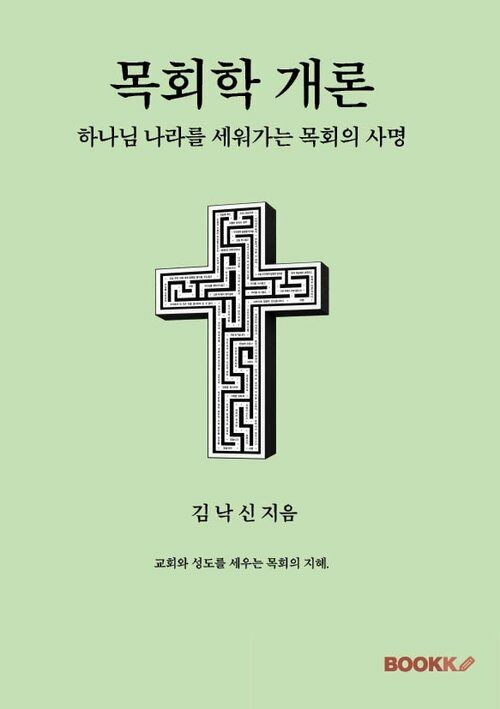 목회학 개론
하나님 나라를 세워가는 목회의 사명
김 낙 신 지음
교회와 성도를 세우는 목회의 지혜.
BOOKK